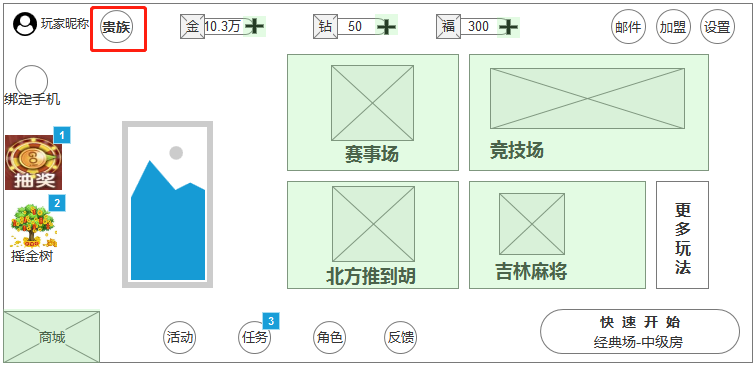 玩家昵称
贵族
金
10.3万
钻
50
福
300
邮件
加盟
设置
绑定手机
1
抽奖
2
摇金树
赛事场
竞技场
北方推到胡
吉林麻将
更多玩法
商城
活动
任务
3
角色
反馈
快 速 开 始
经典场-中级房